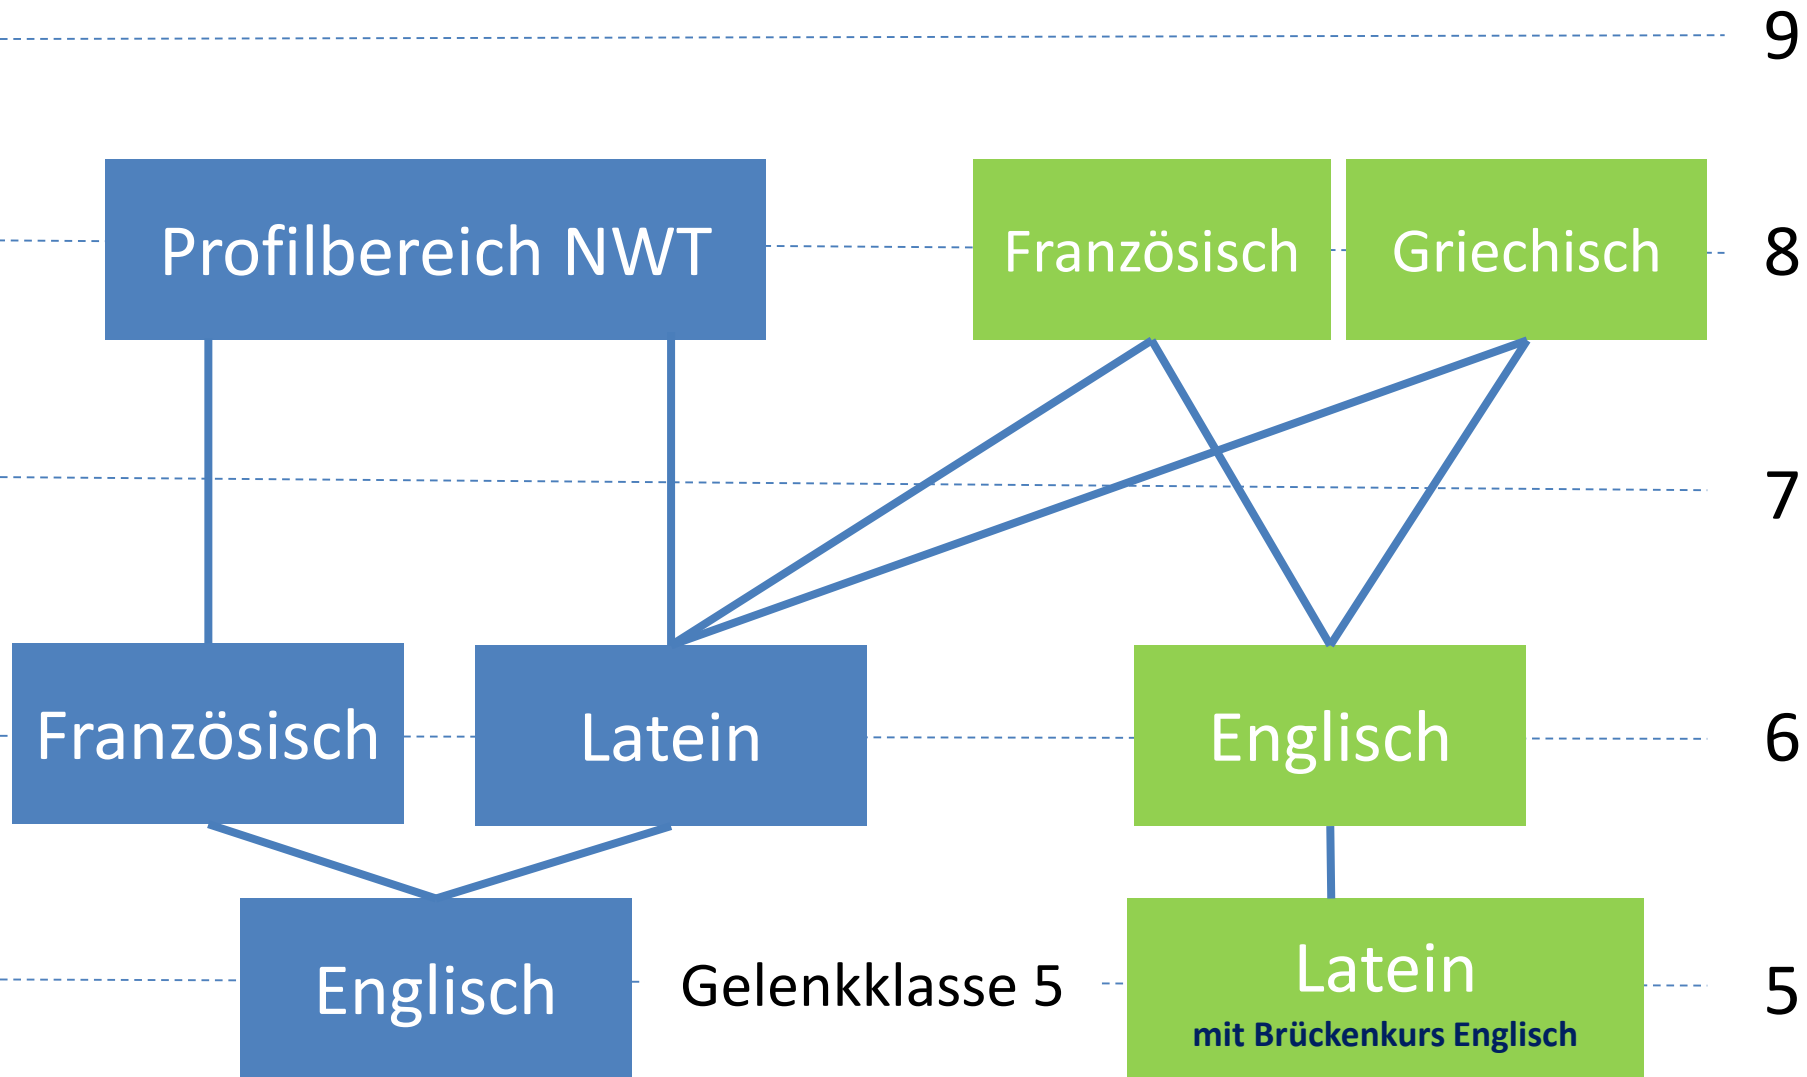 9
Profilbereich NWT
Französisch
Griechisch
8
7
Französisch
Latein
Englisch
6
Englisch
Gelenkklasse 5
Latein
mit Brückenkurs Englisch
5